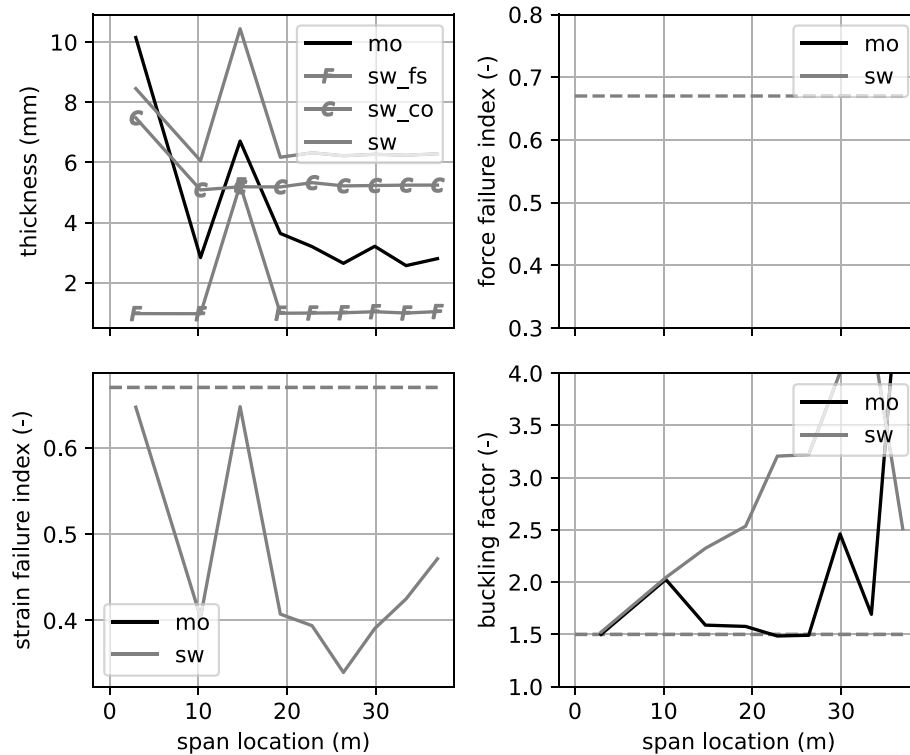 10
8
6
4
2
thickness (mm)
mo
F sw_fs
C sw_co
sw
0.8
0.7
0.6
0.5
0.4
0.3
force failure index (-)
mo
sw
0.6
0.5
0.4
strain failure index (-)
mo
sw
0 10 20 30
span location (m)
4.0
3.5
3.0
2.5
2.0
1.5
1.0
buckling factor (-)
mo
sw
0 10 20 30
span location (m)